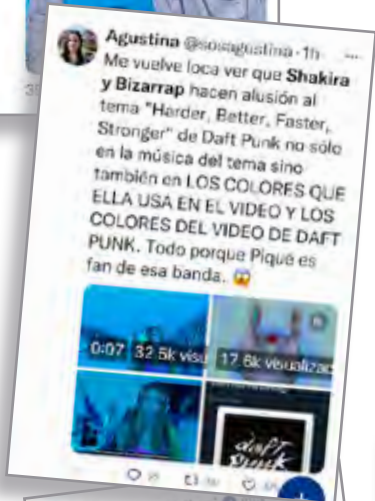 Agustina @sosagustina · 1h ...
Me vuelve loca ver que Shakira
y Bizarrap hacen alusión al
tema "Harder, Better, Faster,
Stronger" de Daft Punk no sólo
en la música del tema sino
también en LOS COLORES QUE
ELLA USA EN EL VIDEO Y LOS
COLORES DEL VIDEO DE DAFT
PUNK. Todo porque Piqué es
fan de esa banda.. 😱
0:07 32.5k visu 17.6k visualizac
daft
punk